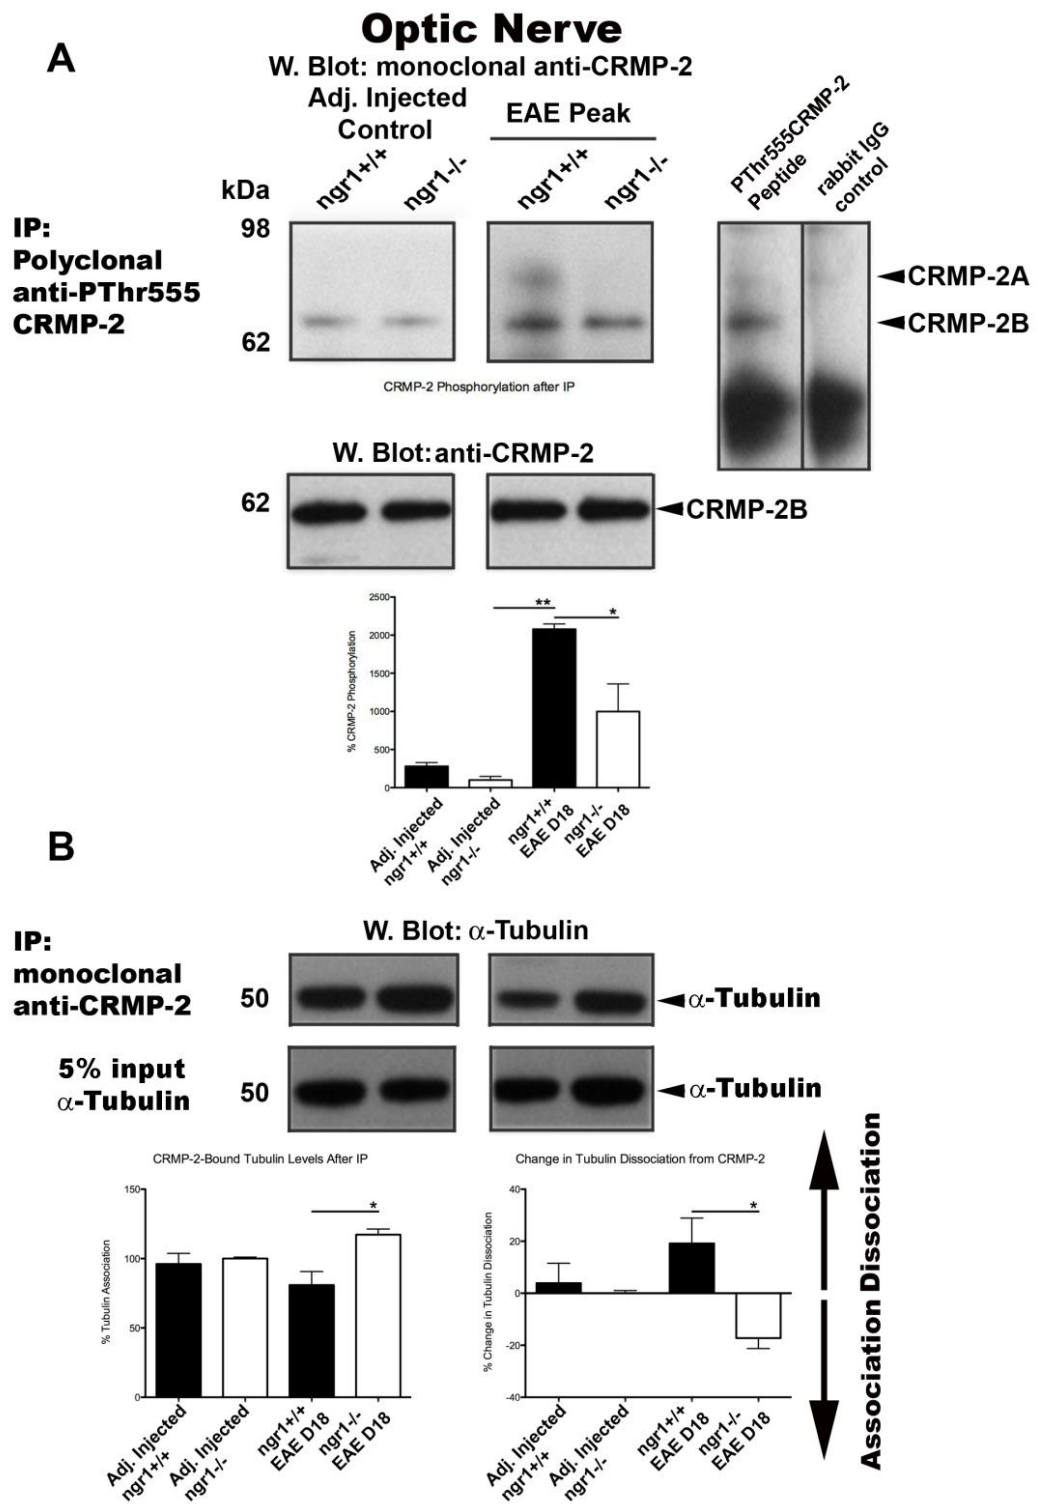 Optic Nerve
A
W. Blot: monoclonal anti-CRMP-2
Adj. Injected
Control
EAE Peak
ngr1+/+
ngr1-/-
ngr1+/+
ngr1-/-
PThr555CRMP-2
Peptide
rabbit IgG
control
kDa
98
62
IP:
Polyclonal
anti-PThr555
CRMP-2
CRMP-2A
CRMP-2B
CRMP-2 Phosphorylation after IP
W. Blot:anti-CRMP-2
62
CRMP-2B
% CRMP-2 Phosphorylation
2500
2000
1500
1000
500
0
**
*
Adj. Injected
ngr1+/+
Adj. Injected
ngr1-/-
ngr1+/+
EAE D18
ngr1-/-
EAE D18
B
W. Blot: α-Tubulin
IP:
monoclonal
anti-CRMP-2
50
α-Tubulin
5% input
α-Tubulin
50
α-Tubulin
CRMP-2-Bound Tubulin Levels After IP
% Tubulin Association
150
100
50
0
*
Adj. Injected
ngr1+/+
Adj. Injected
ngr1-/-
ngr1+/+
EAE D18
ngr1-/-
EAE D18
Change in Tubulin Dissociation from CRMP-2
% Change in Tubulin Dissociation
40
20
0
-20
-40
*
Adj. Injected
ngr1+/+
Adj. Injected
ngr1-/-
ngr1+/+
EAE D18
ngr1-/-
EAE D18
Association Dissociation